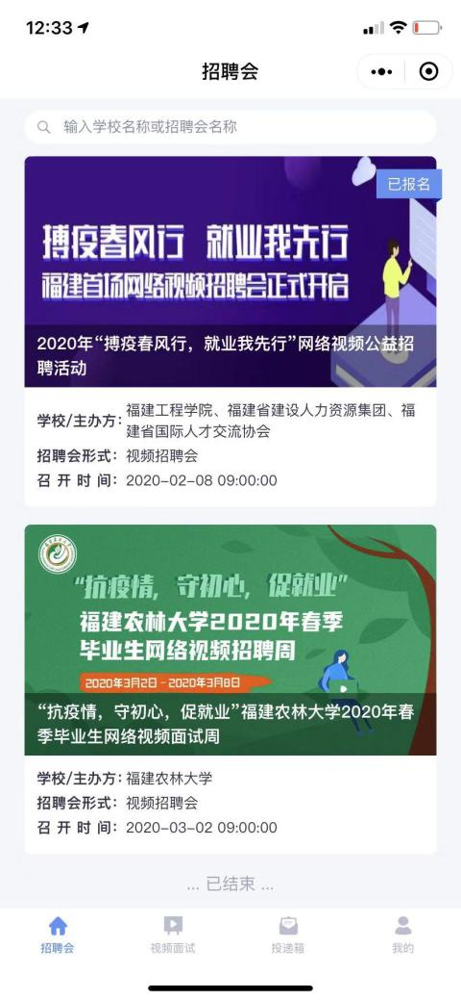 12:33
招聘会
输入学校名称或招聘会名称
已报名
搏疫春风行 就业我先行
福建首场网络视频招聘会正式开启
2020年“搏疫春风行，就业我先行”网络视频公益招
聘活动
学校/主办方：福建工程学院、福建省建设人力资源集团、福
建省国际人才交流协会
招聘会形式：视频招聘会
召开时间：2020-02-08 09:00:00
“抗疫情，守初心，促就业”
福建农林大学2020年春季
毕业生网络视频招聘周
2020年3月2日-2020年3月8日
“抗疫情，守初心，促就业”福建农林大学2020年春
季毕业生网络视频面试周
学校/主办方：福建农林大学
招聘会形式：视频招聘会
召开时间：2020-03-02 09:00:00
... 已结束 ...
招聘会 视频面试 投递箱 我的